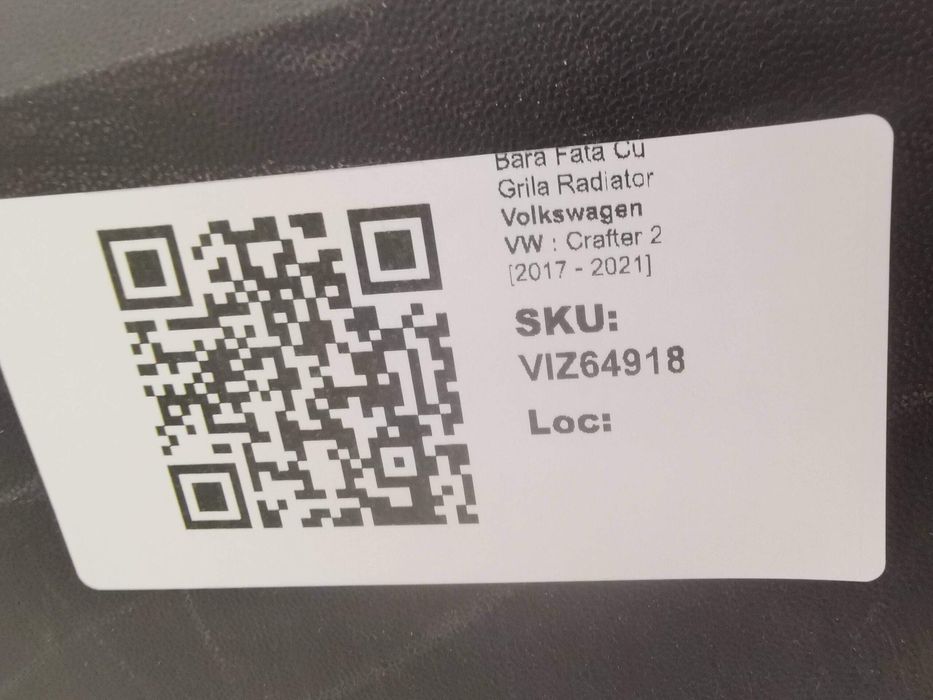 Bara Fata Cu
Grila Radiator
Volkswagen
VW : Crafter 2
[2017 - 2021]
SKU:
VIZ64918
Loc: